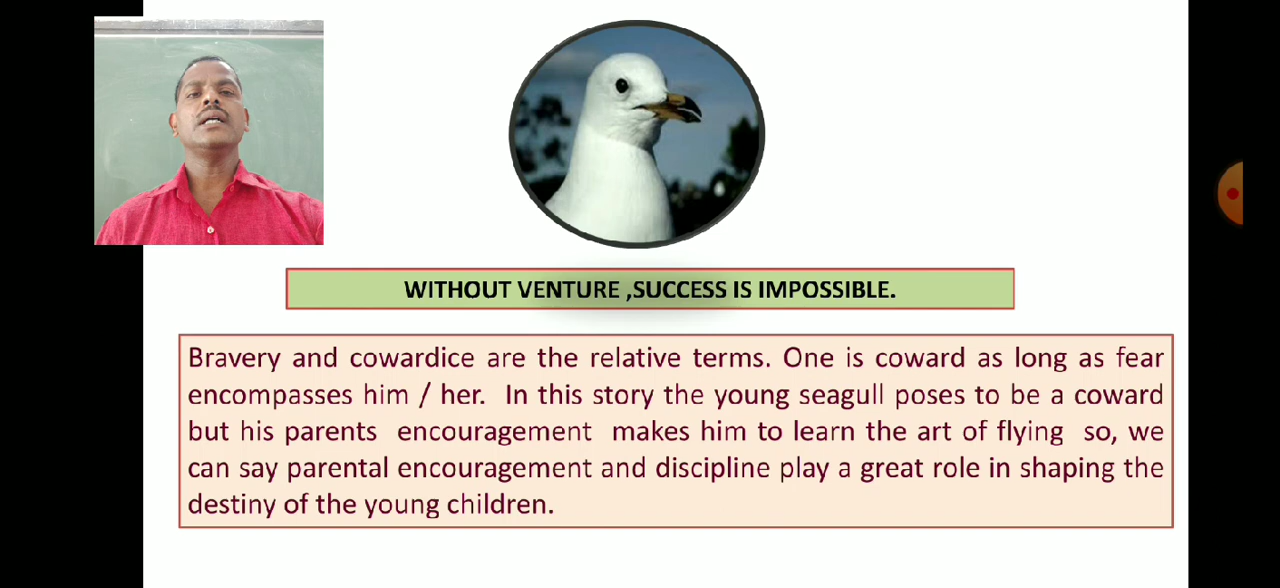 WITHOUT VENTURE ,SUCCESS IS IMPOSSIBLE.
Bravery and cowardice are the relative terms. One is coward as long as fear
encompasses him / her. In this story the young seagull poses to be a coward
but his parents encouragement makes him to learn the art of flying so, we
can say parental encouragement and discipline play a great role in shaping the
destiny of the young children.